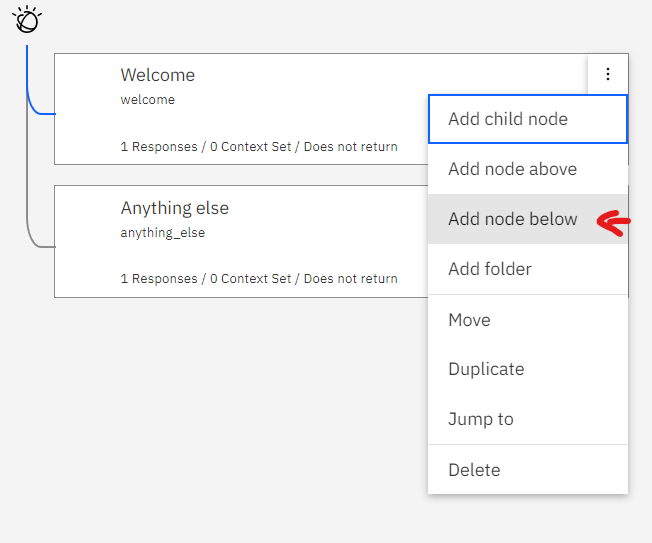 Welcome
welcome
1 Responses / 0 Context Set / Does not return
Anything else
anything_else
1 Responses / 0 Context Set / Does not return
Add child node
Add node above
Add node below
Add folder
Move
Duplicate
Jump to
Delete